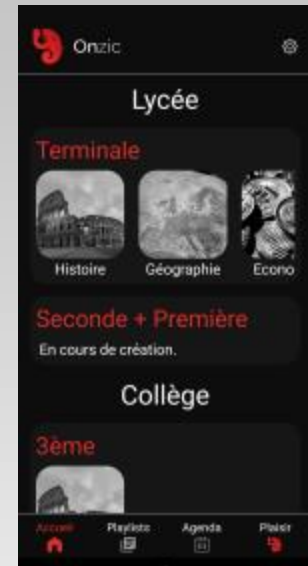 Onzic
Lycée
Terminale
Histoire Géographie Econo
Seconde + Première
En cours de création.
Collège
3ème
Accueil Playlists Agenda Plaisir